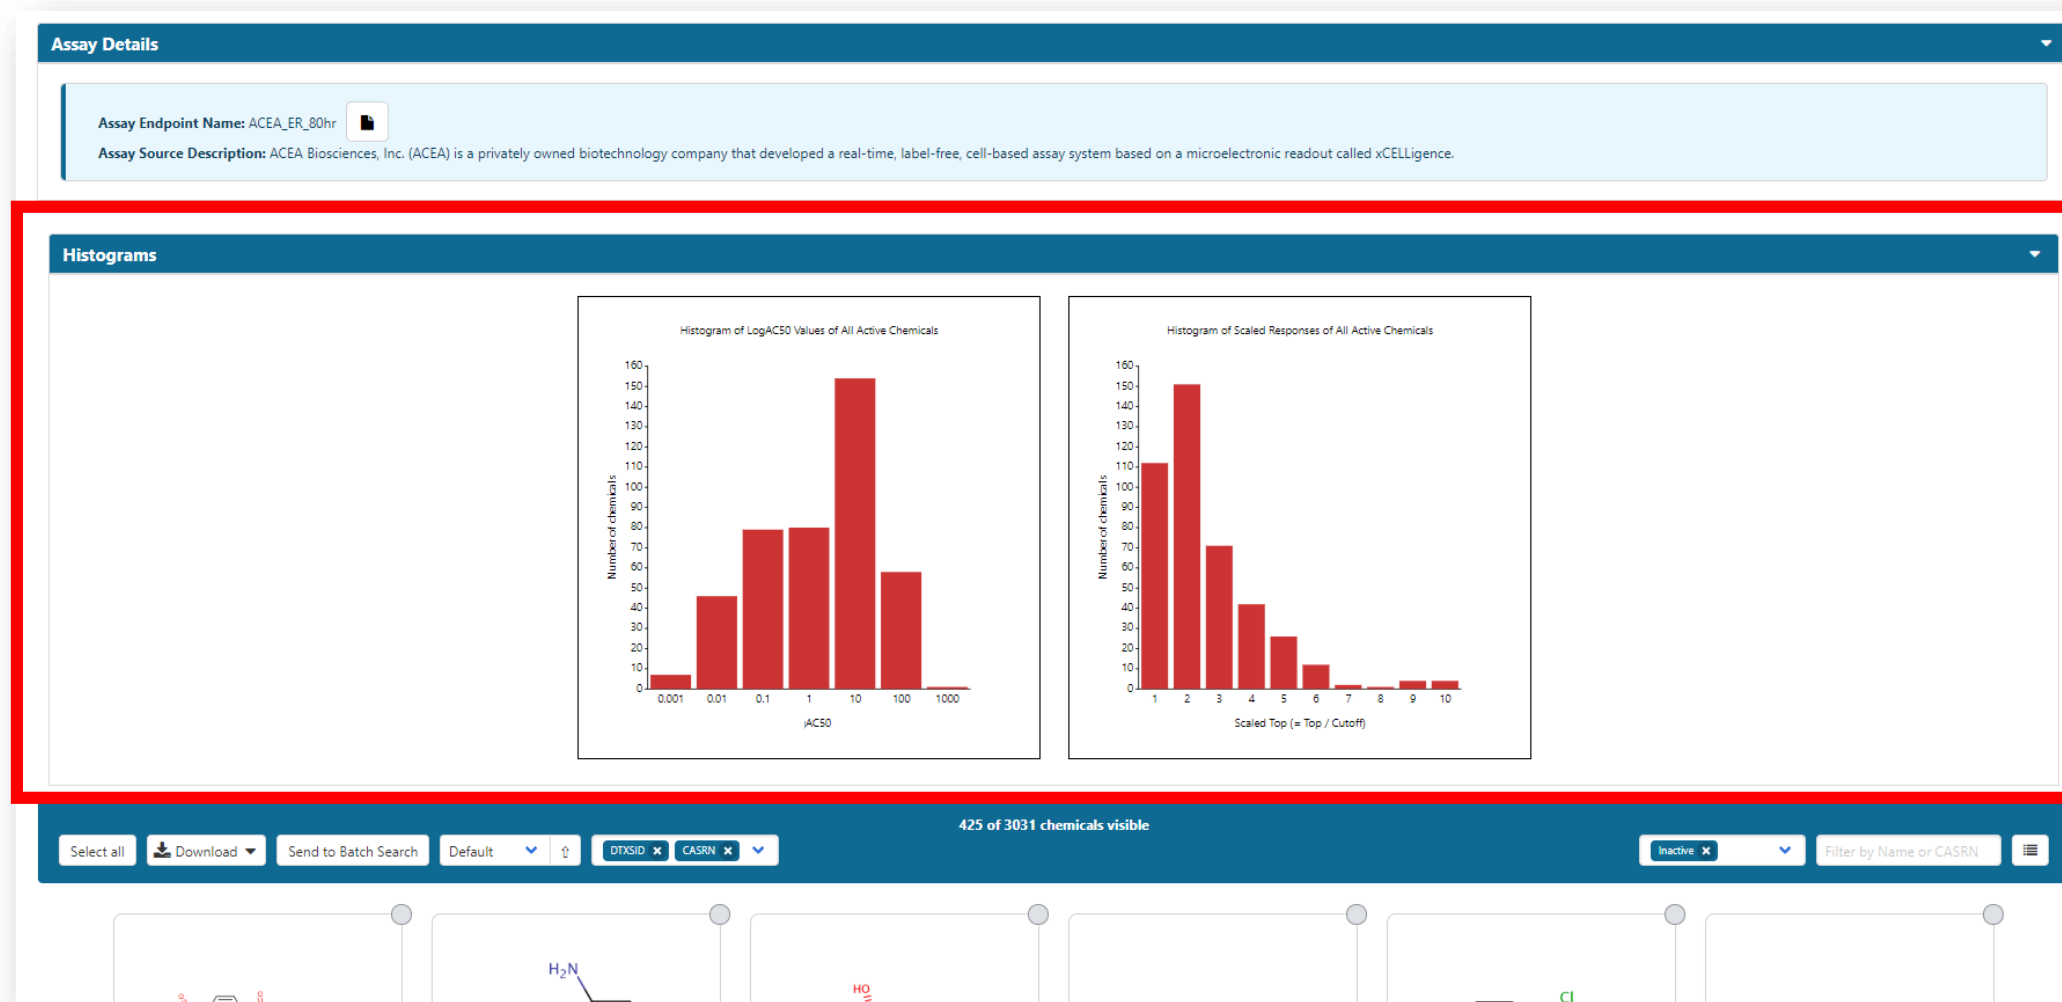 Assay Details
Assay Endpoint Name: ACEA_ER_80hr
Assay Source Description: ACEA Biosciences, Inc. (ACEA) is a privately owned biotechnology company that developed a real-time, label-free, cell-based assay system based on a microelectronic readout called xCELLigence.
Histograms
Histogram of LogAC50 Values of All Active Chemicals
160
150
140
130
120
110
100
90
80
70
60
50
40
30
20
10
0
Number of chemicals
0.001 0.01 0.1 1 10 100 1000
AC50
Histogram of Scaled Responses of All Active Chemicals
160
150
140
130
120
110
100
90
80
70
60
50
40
30
20
10
0
Number of chemicals
1 2 3 4 5 6 7 8 9 10
Scaled Top (= Top / Cutoff)
425 of 3031 chemicals visible
Select all Download Send to Batch Search Default DTXSID CASRN Inactive Filter by Name or CASRN
H2N
HO
Cl